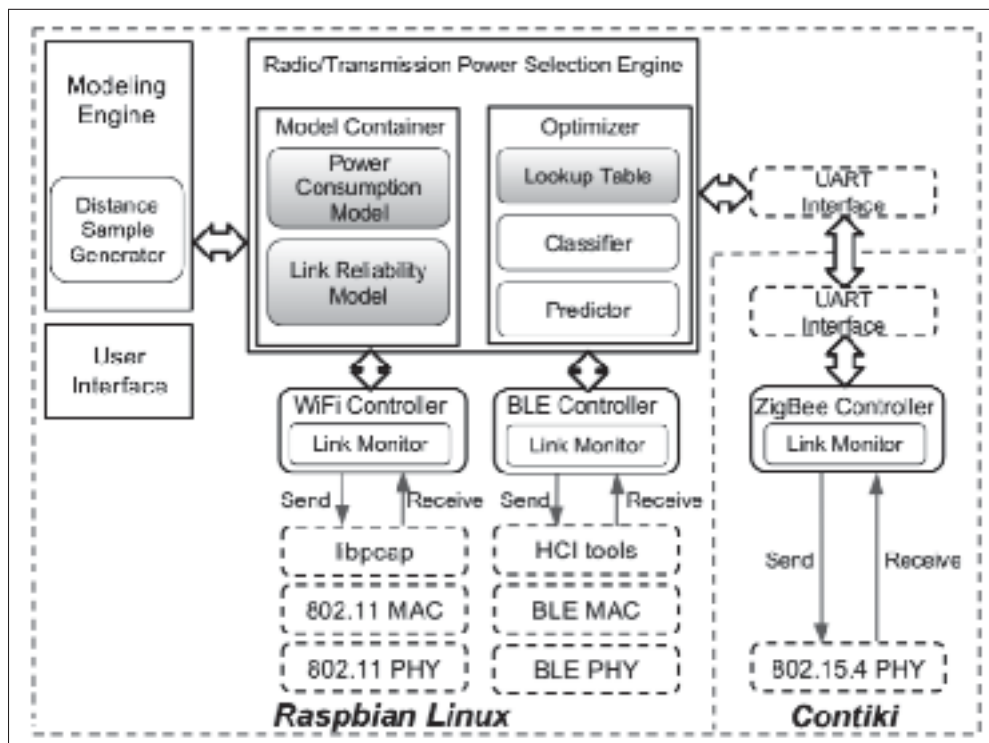 Modeling
Engine
Distance
Sample
Generator
User
Interface
Radio/Transmission Power Selection Engine
Model Container
Power
Consumption
Model
Link Reliability
Model
Optimizer
Lookup Table
Classifier
Predictor
UART
Interface
UART
Interface
WiFi Controller
Link Monitor
Send
Receive
libpcap
802.11 MAC
802.11 PHY
BLE Controller
Link Monitor
Send
Receive
HCI tools
BLE MAC
BLE PHY
ZigBee Controller
Link Monitor
Send
Receive
802.15.4 PHY
Raspbian Linux
Contiki